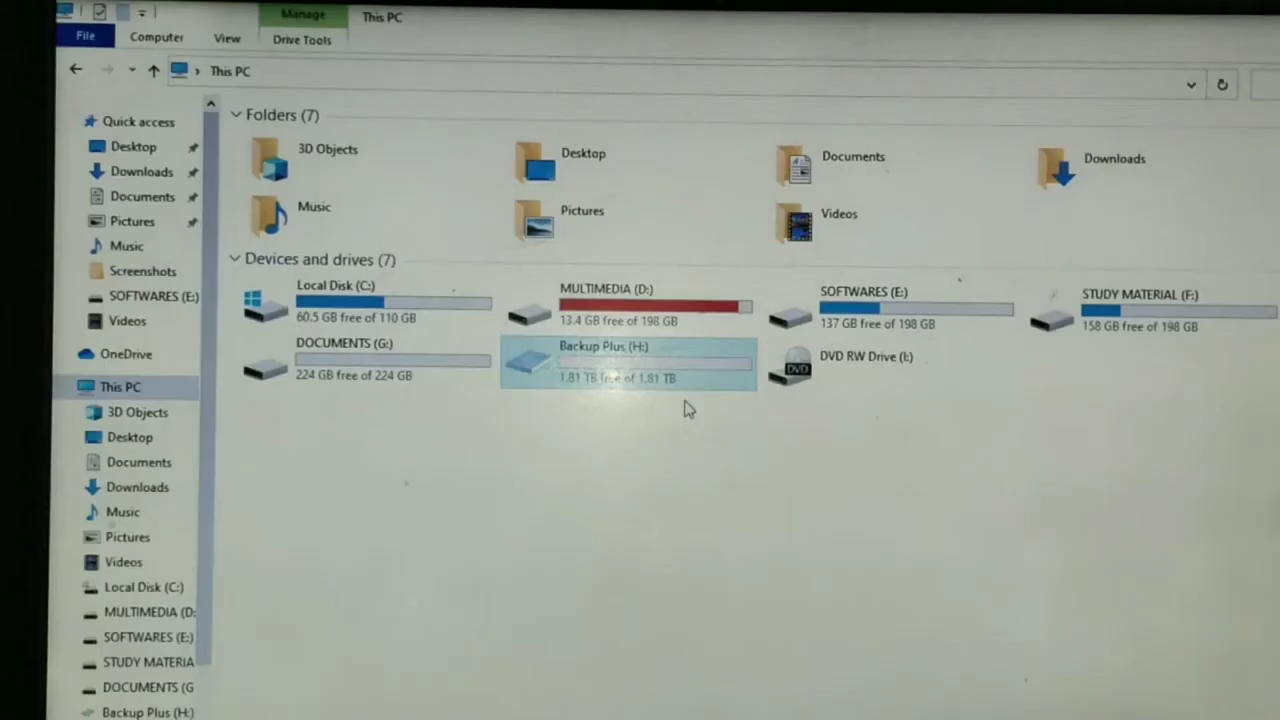 Manage
This PC
File
Computer
View
Drive Tools
This PC
Quick access
Desktop
Downloads
Documents
Pictures
Music
Screenshots
SOFTWARES (E:)
Videos
OneDrive
This PC
3D Objects
Desktop
Documents
Downloads
Music
Pictures
Videos
Local Disk (C:)
MULTIMEDIA (D:
SOFTWARES (E:)
STUDY MATERIA
DOCUMENTS (G
Backup Plus (H:)
Folders (7)
3D Objects
Desktop
Documents
Downloads
Music
Pictures
Videos
Devices and drives (7)
Local Disk (C:)
60.5 GB free of 110 GB
MULTIMEDIA (D:)
13.4 GB free of 198 GB
SOFTWARES (E:)
137 GB free of 198 GB
STUDY MATERIAL (F:)
158 GB free of 198 GB
DOCUMENTS (G:)
224 GB free of 224 GB
Backup Plus (H:)
1.81 TB free of 1.81 TB
DVD RW Drive (I:)
DVD